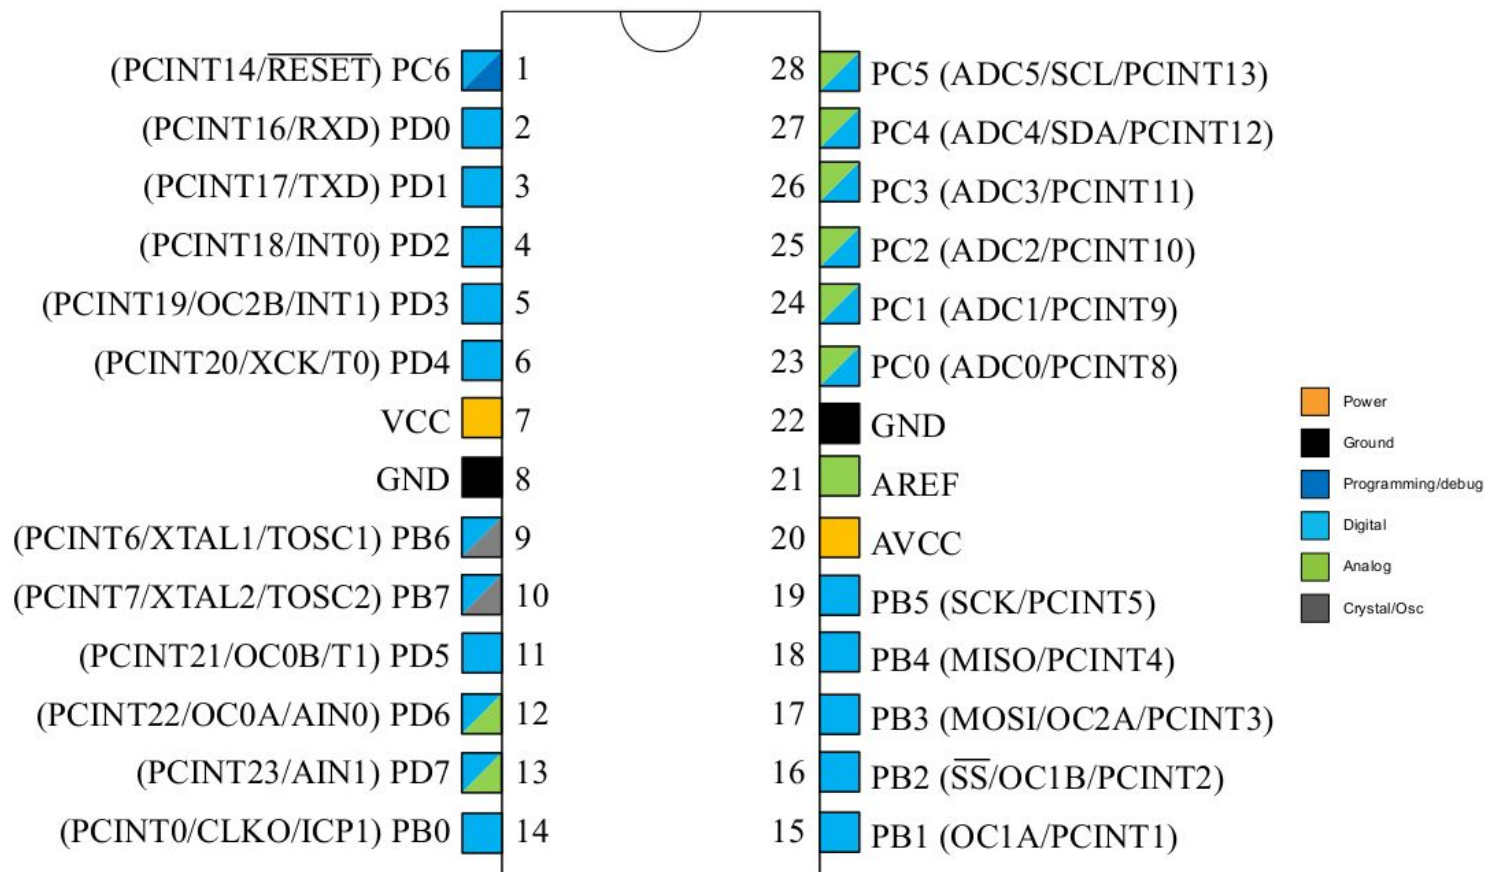 (PCINT14/RESET) PC6 1
(PCINT16/RXD) PD0 2
(PCINT17/TXD) PD1 3
(PCINT18/INT0) PD2 4
(PCINT19/OC2B/INT1) PD3 5
(PCINT20/XCK/T0) PD4 6
VCC 7
GND 8
(PCINT6/XTAL1/TOSC1) PB6 9
(PCINT7/XTAL2/TOSC2) PB7 10
(PCINT21/OC0B/T1) PD5 11
(PCINT22/OC0A/AIN0) PD6 12
(PCINT23/AIN1) PD7 13
(PCINT0/CLKO/ICP1) PB0 14
28 PC5 (ADC5/SCL/PCINT13)
27 PC4 (ADC4/SDA/PCINT12)
26 PC3 (ADC3/PCINT11)
25 PC2 (ADC2/PCINT10)
24 PC1 (ADC1/PCINT9)
23 PC0 (ADC0/PCINT8)
22 GND
21 AREF
20 AVCC
19 PB5 (SCK/PCINT5)
18 PB4 (MISO/PCINT4)
17 PB3 (MOSI/OC2A/PCINT3)
16 PB2 (SS/OC1B/PCINT2)
15 PB1 (OC1A/PCINT1)
Power
Ground
Programming/debug
Digital
Analog
Crystal/Osc